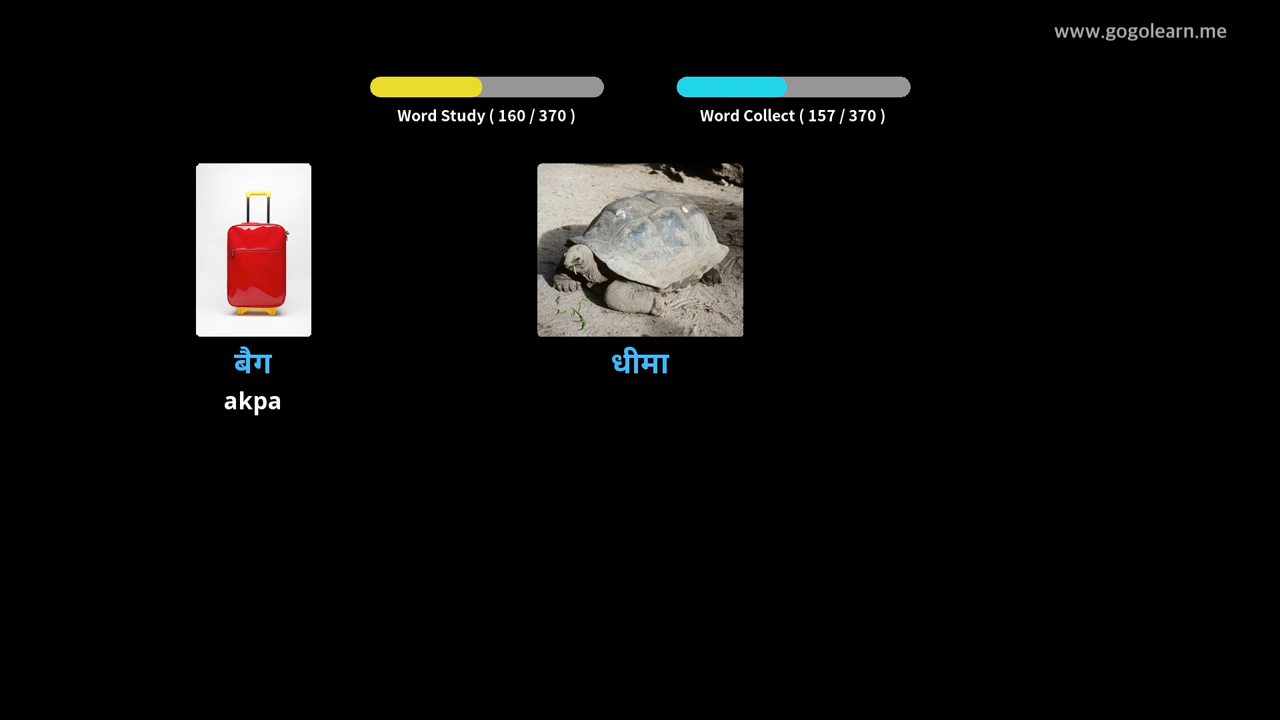 www.gogolearn.me
Word Study ( 160 / 370 )
Word Collect ( 157 / 370 )
बैग
akpa
धीमा